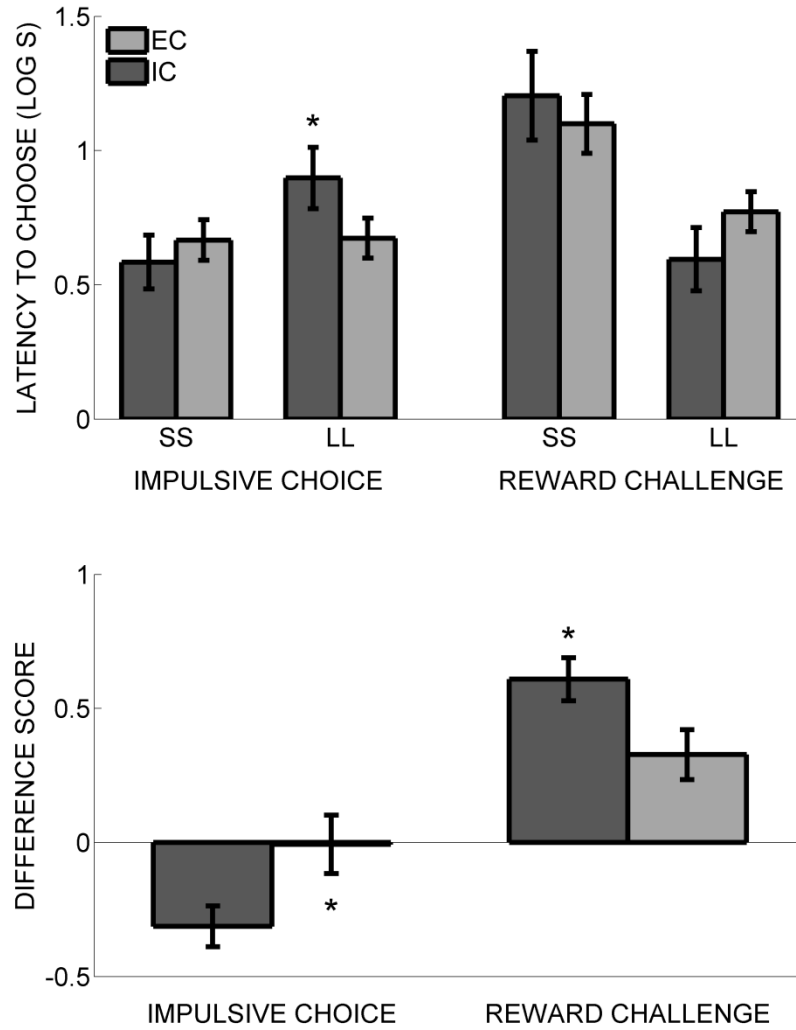 LATENCY TO CHOOSE (LOG S)
1.5
1
0.5
0
EC
IC
*
SS LL SS LL
IMPULSIVE CHOICE REWARD CHALLENGE
DIFFERENCE SCORE
1
0.5
0
-0.5
*
*
IMPULSIVE CHOICE REWARD CHALLENGE